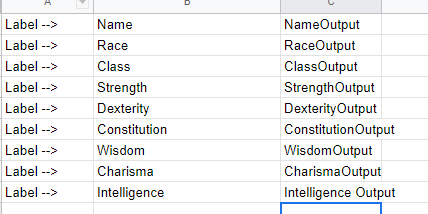 A B C
Label --> Name NameOutput
Label --> Race RaceOutput
Label --> Class ClassOutput
Label --> Strength StrengthOutput
Label --> Dexterity DexterityOutput
Label --> Constitution ConstitutionOutput
Label --> Wisdom WisdomOutput
Label --> Charisma CharismaOutput
Label --> Intelligence Intelligence Output